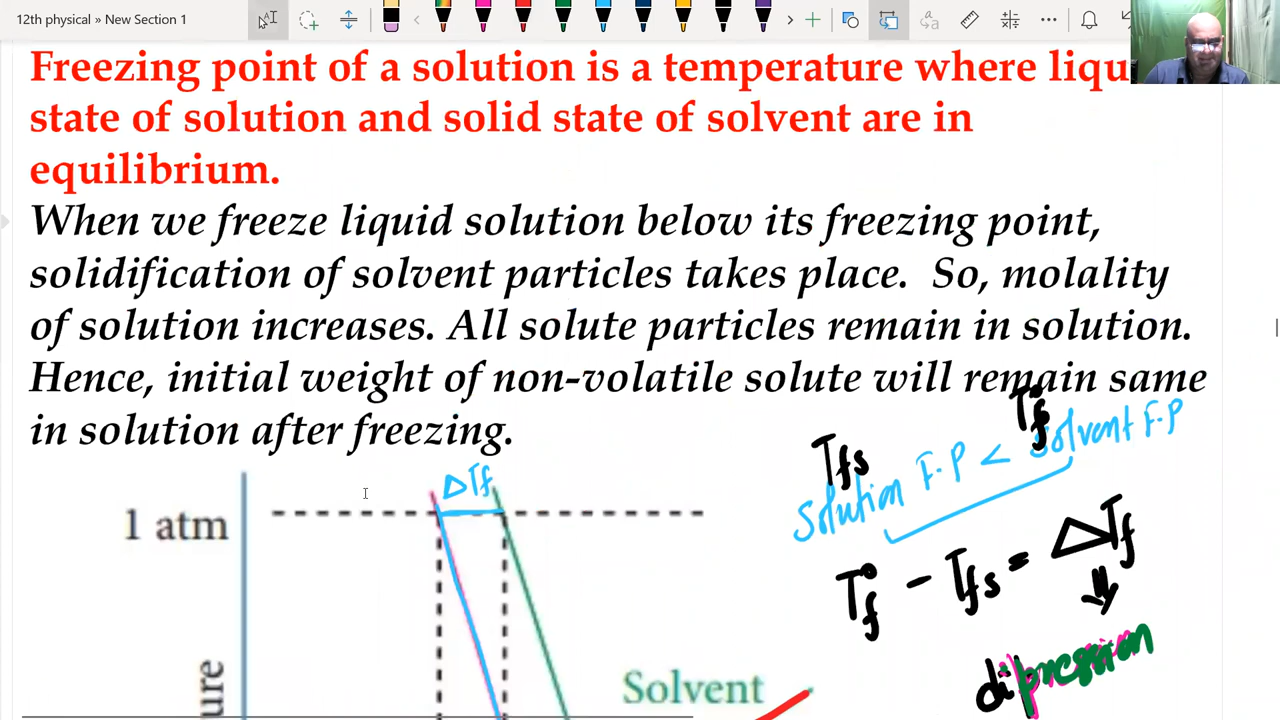 12th physical » New Section 1
Freezing point of a solution is a temperature where liqu
state of solution and solid state of solvent are in
equilibrium.
When we freeze liquid solution below its freezing point,
solidification of solvent particles takes place. So, molality
of solution increases. All solute particles remain in solution.
Hence, initial weight of non-volatile solute will remain same
in solution after freezing.
Tfs
Tf°
Solution F.P < Solvent F.P
ΔTf
1 atm
Tf° - Tfs = ΔTf
dipression
Solvent
ure